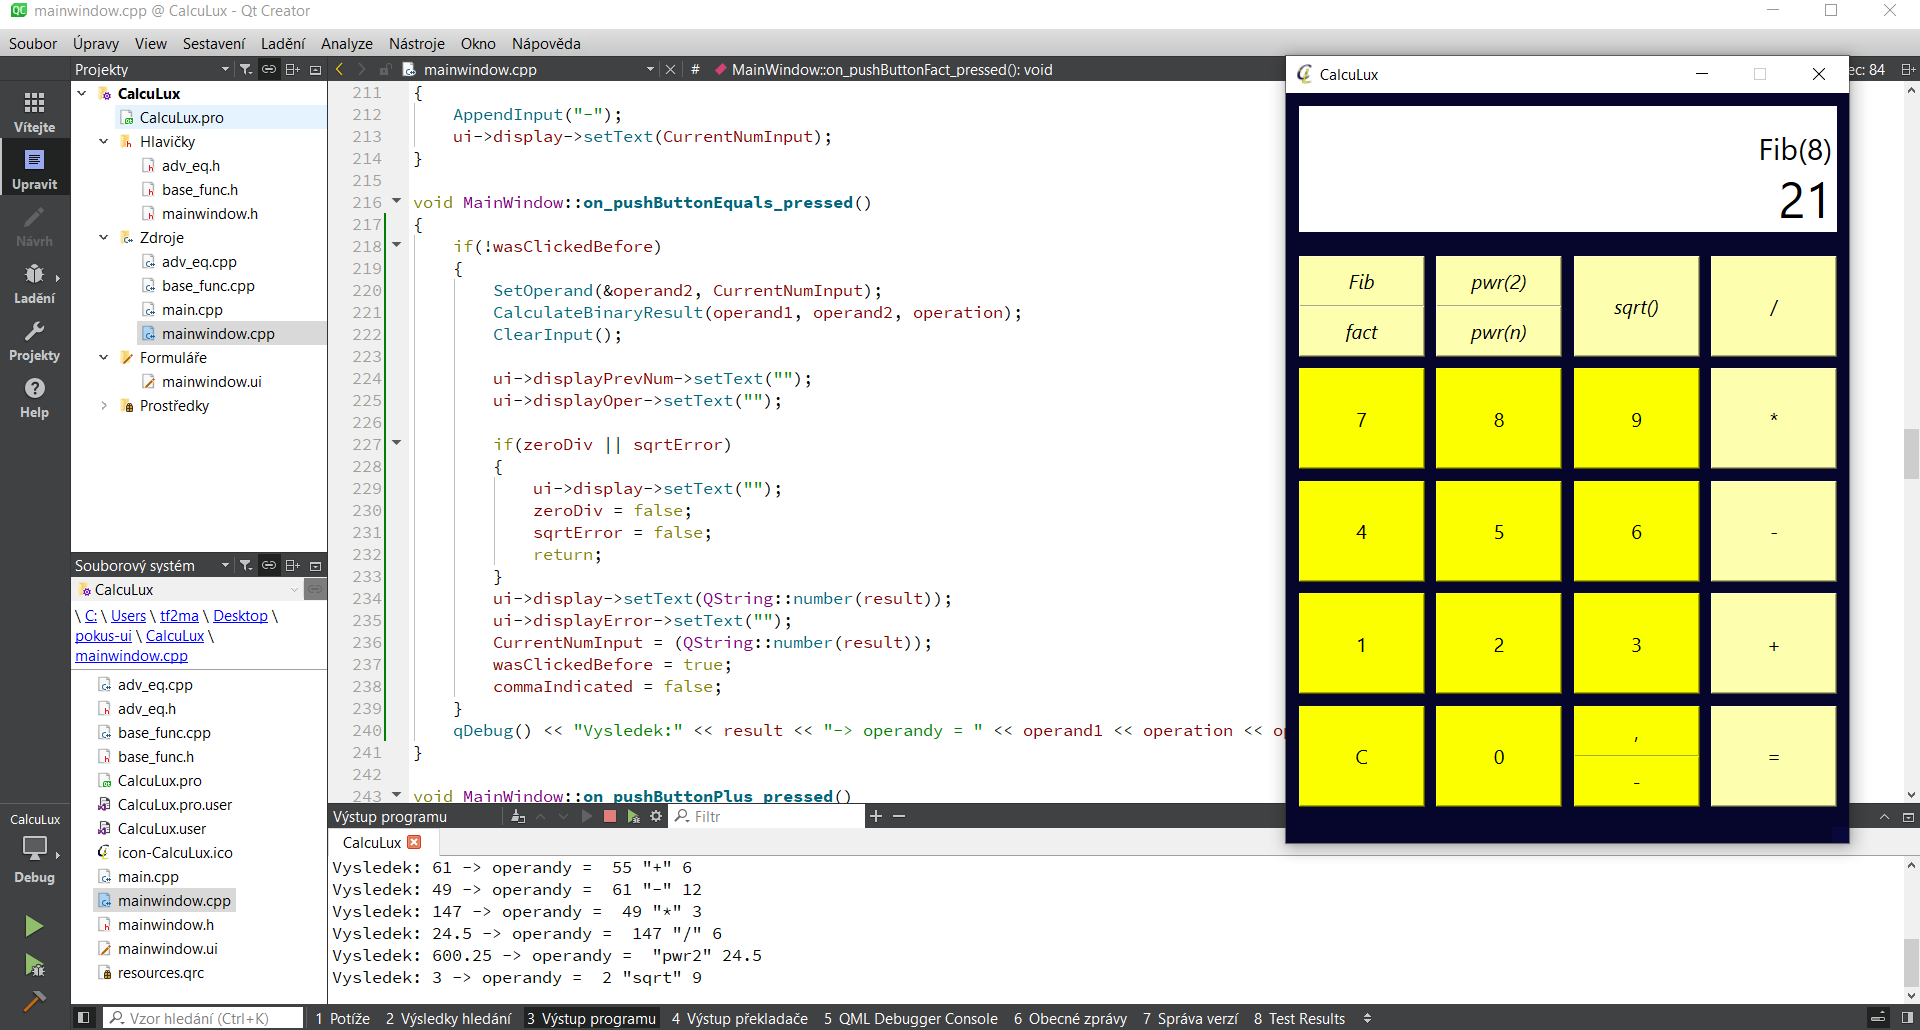 mainwindow.cpp @ CalcuLux - Qt Creator
Soubor Úpravy View Sestavení Ladění Analyze Nástroje Okno Nápověda
Projekty
mainwindow.cpp
# MainWindow::on_pushButtonFact_pressed(): void
ec: 84
Vítejte
Upravit
Návrh
Ladění
Projekty
Help
CalcuLux
Debug
CalcuLux
CalcuLux.pro
Hlavičky
adv_eq.h
base_func.h
mainwindow.h
Zdroje
adv_eq.cpp
base_func.cpp
main.cpp
mainwindow.cpp
Formuláře
mainwindow.ui
Prostředky
Souborový systém
CalcuLux
\ C: \ Users \ tf2ma \ Desktop \
pokus-ui \ CalcuLux \
mainwindow.cpp
adv_eq.cpp
adv_eq.h
base_func.cpp
base_func.h
CalcuLux.pro
CalcuLux.pro.user
CalcuLux.user
icon-CalcuLux.ico
main.cpp
mainwindow.cpp
mainwindow.h
mainwindow.ui
resources.qrc
211 {
212 AppendInput("-");
213 ui->display->setText(CurrentNumInput);
214 }
215
216 void MainWindow::on_pushButtonEquals_pressed()
217 {
218 if(!wasClickedBefore)
219 {
220 SetOperand(&operand2, CurrentNumInput);
221 CalculateBinaryResult(operand1, operand2, operation);
222 ClearInput();
223
224 ui->displayPrevNum->setText("");
225 ui->displayOper->setText("");
226
227 if(zeroDiv || sqrtError)
228 {
229 ui->display->setText("");
230 zeroDiv = false;
231 sqrtError = false;
232 return;
233 }
234 ui->display->setText(QString::number(result));
235 ui->displayError->setText("");
236 CurrentNumInput = (QString::number(result));
237 wasClickedBefore = true;
238 commaIndicated = false;
239 }
240 qDebug() << "Vysledek:" << result << "-> operandy = " << operand1 << operation << op
241 }
242
243 void MainWindow::on_pushButtonPlus_pressed()
Výstup programu
Filtr
CalcuLux
Vysledek: 61 -> operandy =  55 "+" 6
Vysledek: 49 -> operandy =  61 "-" 12
Vysledek: 147 -> operandy =  49 "*" 3
Vysledek: 24.5 -> operandy =  147 "/" 6
Vysledek: 600.25 -> operandy =  "pwr2" 24.5
Vysledek: 3 -> operandy =  2 "sqrt" 9
CalcuLux
Fib(8)
21
Fib pwr(2) sqrt() /
fact pwr(n)
7 8 9 *
4 5 6 -
1 2 3 +
C 0 , =
-
Vzor hledání (Ctrl+K) 1 Potíže 2 Výsledky hledání 3 Výstup programu 4 Výstup překladače 5 QML Debugger Console 6 Obecné zprávy 7 Správa verzí 8 Test Results